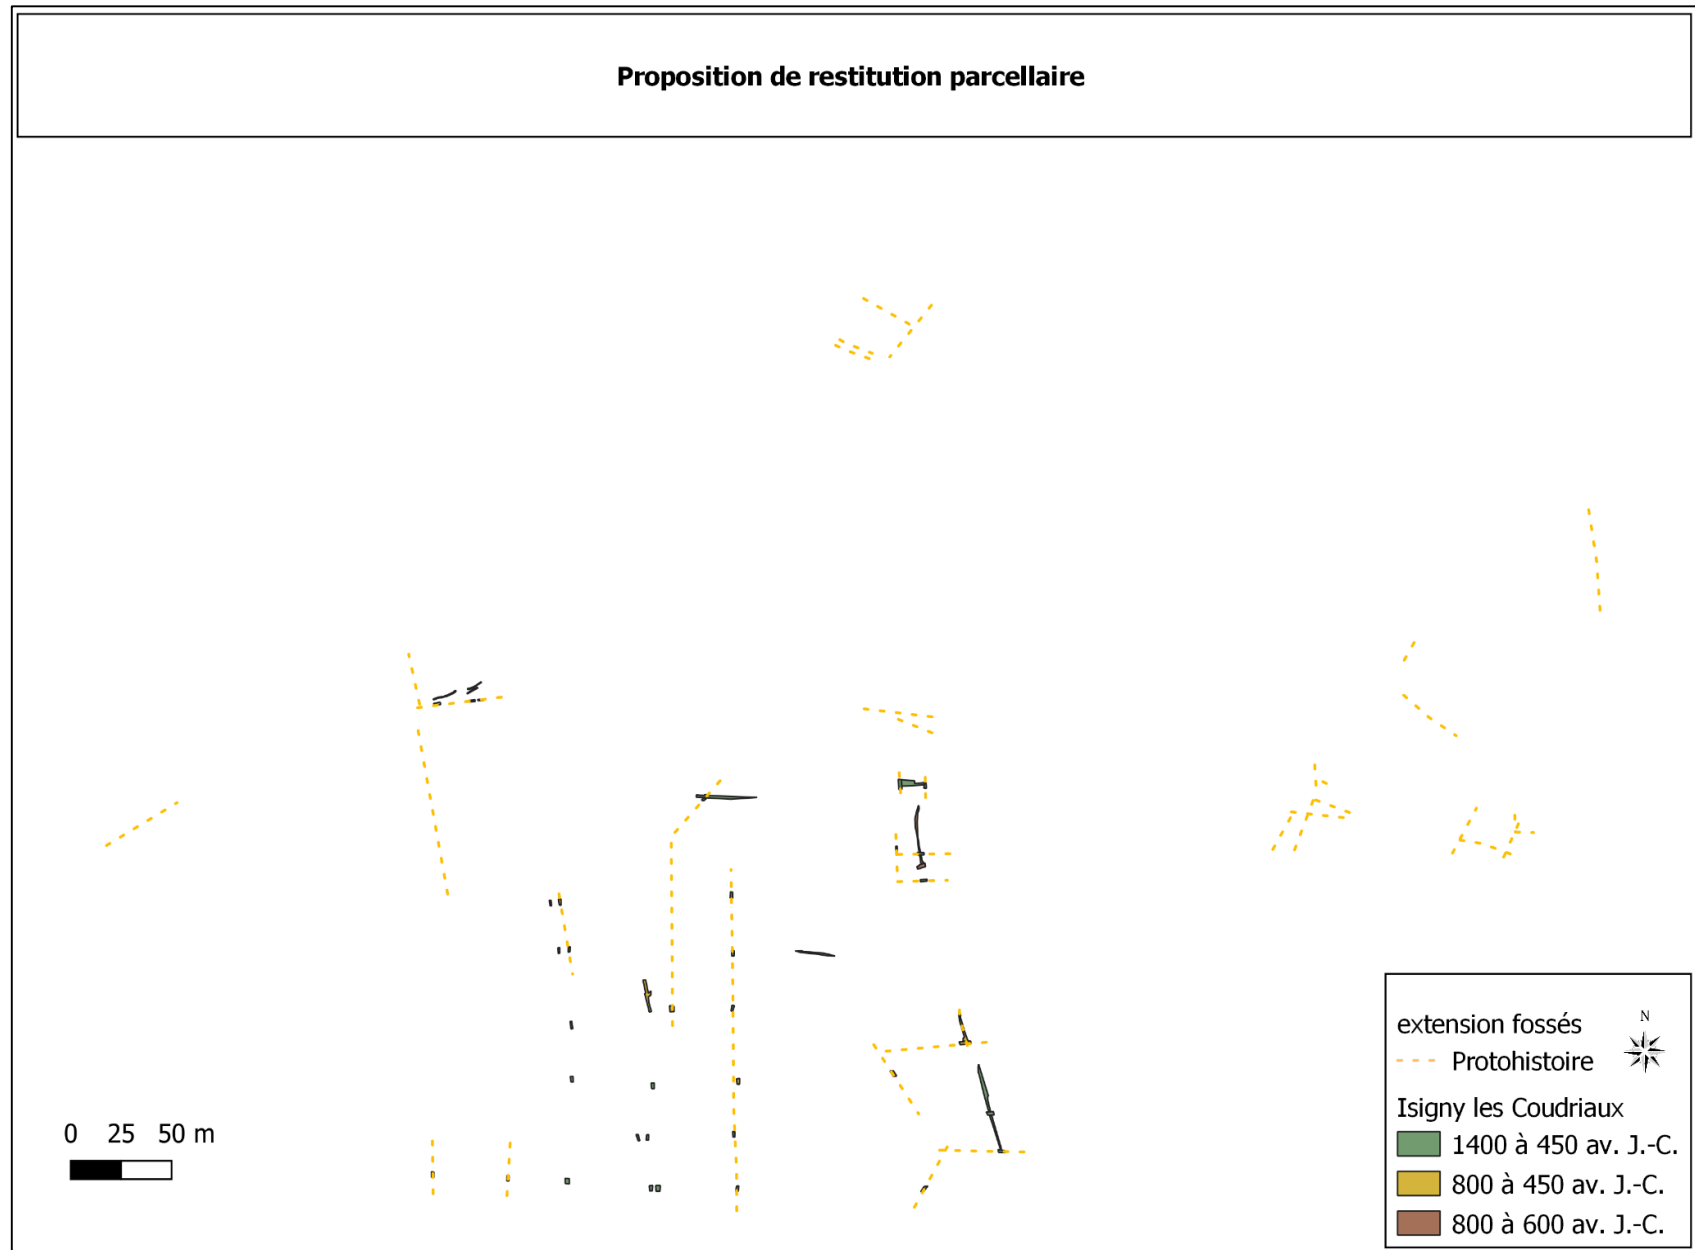 Proposition de restitution parcellaire
extension fossés
N
Protohistoire
Isigny les Coudriaux
1400 à 450 av. J.-C.
800 à 450 av. J.-C.
800 à 600 av. J.-C.
0 25 50 m